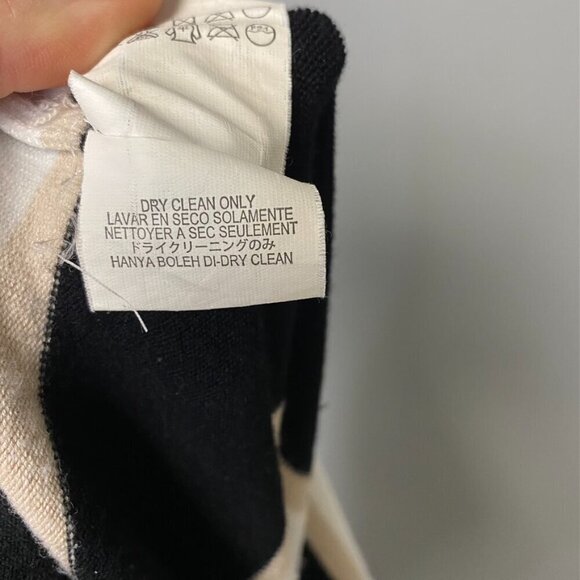 DRY CLEAN ONLY
LAVAR EN SECO SOLAMENTE
NETTOYER A SEC SEULEMENT
ドライクリーニングのみ
HANYA BOLEH DI-DRY CLEAN